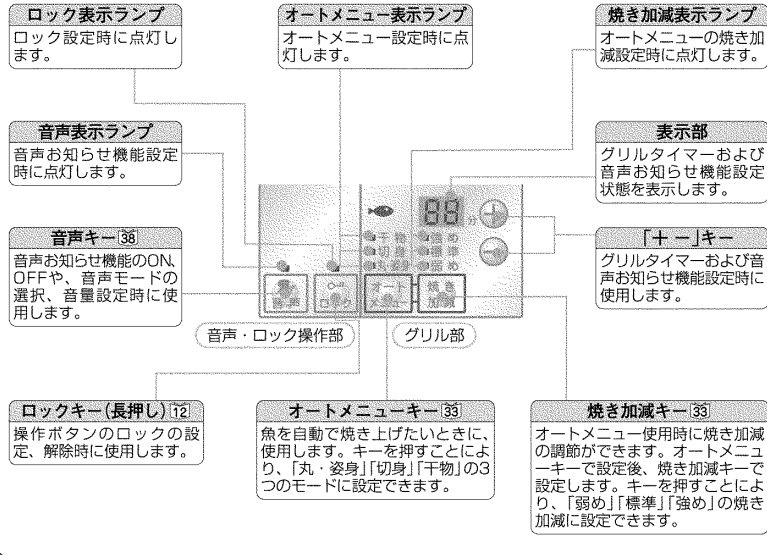 ロック表示ランプ
ロック設定時に点灯し
ます。
オートメニュー表示ランプ
オートメニュー設定時に点
灯します。
焼き加減表示ランプ
オートメニューの焼き加
減設定時に点灯します。
音声表示ランプ
音声お知らせ機能設定
時に点灯します。
表示部
グリルタイマーおよび
音声お知らせ機能設定
状態を表示します。
音声キー38
音声お知らせ機能のON、
OFFや、音声モードの
選択、音量設定時に使
用します。
「＋ −」キー
グリルタイマーおよび音
声お知らせ機能設定時に
使用します。
88分
干物 強め
切身 標準
丸・姿身 弱め
ロック
オート
メニュー
焼き
加減
音声・ロック操作部
グリル部
ロックキー(長押し)12
操作ボタンのロックの設
定、解除時に使用します。
オートメニューキー33
魚を自動で焼き上げたいときに、
使用します。キーを押すことによ
り、「丸・姿身」「切身」「干物」の3
つのモードに設定できます。
焼き加減キー33
オートメニュー使用時に焼き加減
の調節ができます。オートメニュ
ーキーで設定後、焼き加減キーで
設定します。キーを押すことによ
り、「弱め」「標準」「強め」の焼き
加減に設定できます。